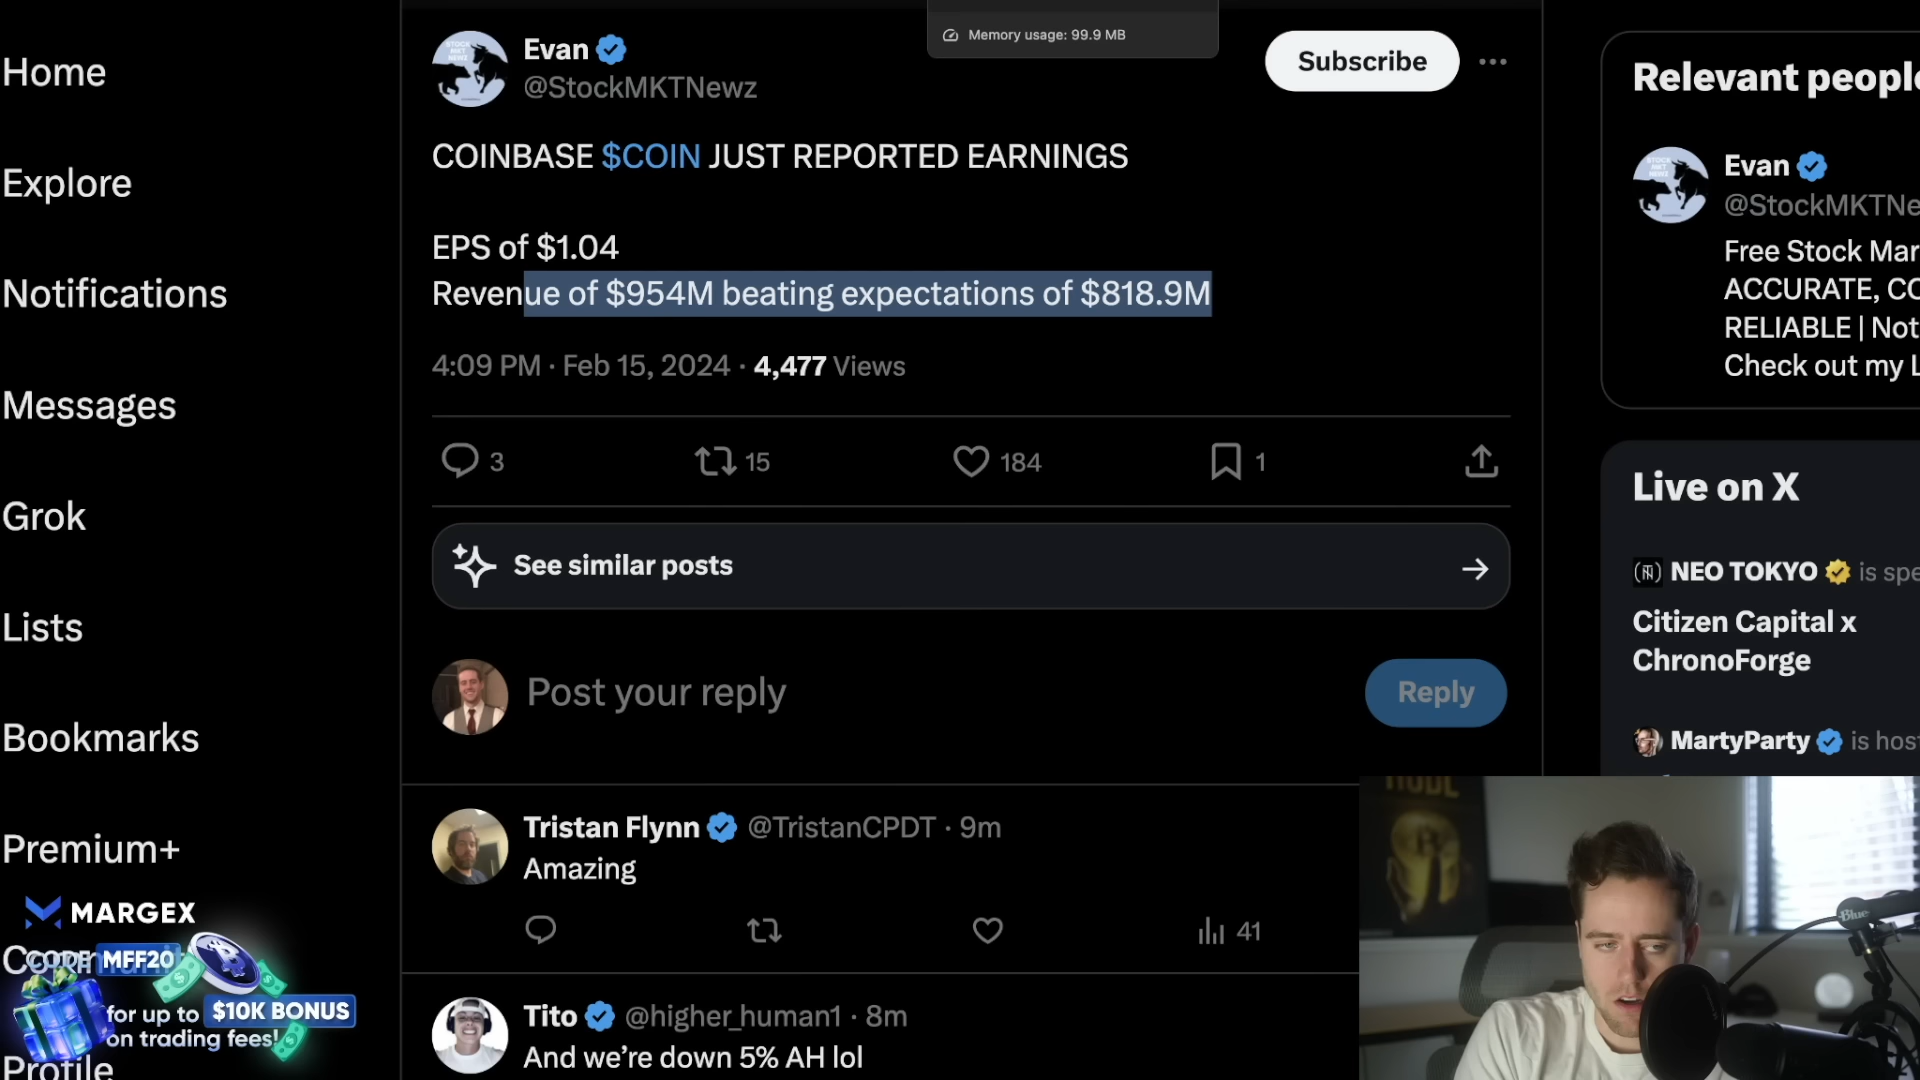 Home
Explore
Notifications
Messages
Grok
Lists
Bookmarks
Premium+
Profile
MARGEX
CODE MFF20
for up to $10K BONUS
on trading fees!
Memory usage: 99.9 MB
Evan
@StockMKTNewz
Subscribe
COINBASE $COIN JUST REPORTED EARNINGS
EPS of $1.04
Revenue of $954M beating expectations of $818.9M
4:09 PM · Feb 15, 2024 · 4,477 Views
3 15 184 1
See similar posts
Post your reply
Reply
Tristan Flynn @TristanCPDT · 9m
Amazing
41
Tito @higher_human1 · 8m
And we're down 5% AH lol
Relevant people
Evan
@StockMKTNe
Free Stock Mar
ACCURATE, CO
RELIABLE | Not
Check out my L
Live on X
NEO TOKYO is spe
Citizen Capital x
ChronoForge
MartyParty is host
HODL
Blue